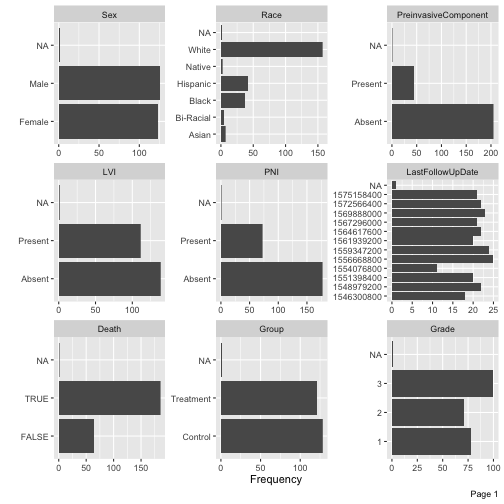 Sex
NA
Male
Female
0 50 100
Race
NA
White
Native
Hispanic
Black
Bi-Racial
Asian
0 50 100 150
PreinvasiveComponent
NA
Present
Absent
0 50 100 150 200
LVI
NA
Present
Absent
0 50 100
PNI
NA
Present
Absent
0 50 100 150
LastFollowUpDate
NA
1575158400
1572566400
1569888000
1567296000
1564617600
1561939200
1559347200
1556668800
1554076800
1551398400
1548979200
1546300800
0 5 10 15 20 25
Death
NA
TRUE
FALSE
0 50 100 150
Group
NA
Treatment
Control
0 50 100
Grade
NA
3
2
1
0 25 50 75 100
Frequency
Page 1